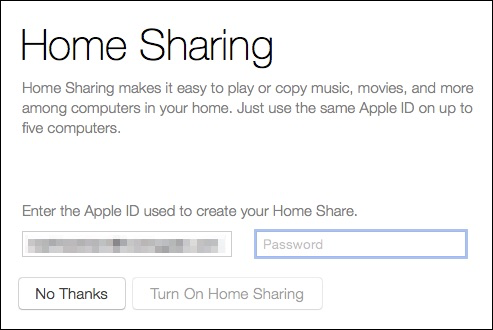 Home Sharing
Home Sharing makes it easy to play or copy music, movies, and more
among computers in your home. Just use the same Apple ID on up to
five computers.
Enter the Apple ID used to create your Home Share.
Password
No Thanks
Turn On Home Sharing